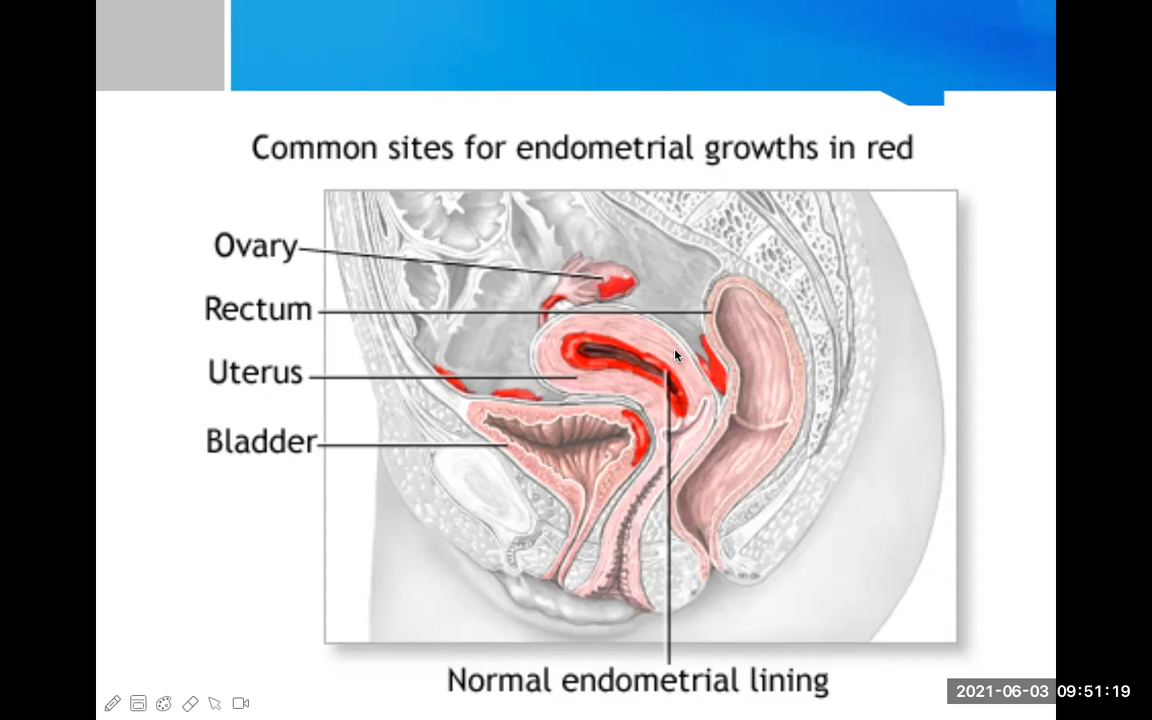 Common sites for endometrial growths in red
Ovary
Rectum
Uterus
Bladder
Normal endometrial lining
2021-06-03 09:51:19